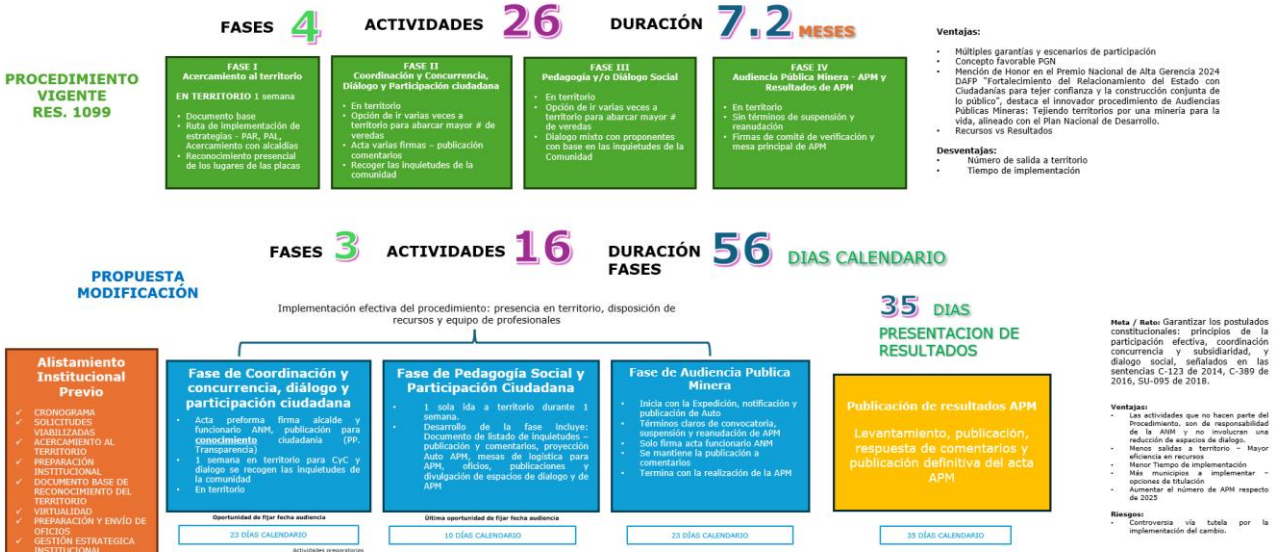 FASES 4 ACTIVIDADES 26 DURACIÓN 7.2 MESES
PROCEDIMIENTO
VIGENTE
RES. 1099
FASE I
Acercamiento al territorio
EN TERRITORIO 1 semana
• Documento base
• Ruta de implementación de
estrategias - PAR, PAL,
Acercamiento con alcaldías
• Reconocimiento presencial
de los lugares de las placas
FASE II
Coordinación y Concurrencia,
Diálogo y Participación ciudadana
• En territorio
• Opción de ir varias veces a
territorio para abarcar mayor # de
veredas
• Acta varias firmas – publicación
comentarios
• Recoger las inquietudes de la
comunidad
FASE III
Pedagogía y/o Diálogo Social
• En territorio
• Opción de ir varias veces a
territorio para abarcar mayor #
de veredas
• Dialogo mixto con proponentes
con base en las inquietudes de la
Comunidad
FASE IV
Audiencia Pública Minera - APM y
Resultados de APM
• En territorio
• Sin términos de suspensión y
reanudación
• Firmas de comité de verificación y
mesa principal de APM
Ventajas:
• Múltiples garantías y escenarios de participación
• Concepto favorable PGN
• Mención de Honor en el Premio Nacional de Alta Gerencia 2024
DAFP "Fortalecimiento del Relacionamiento del Estado con
Ciudadanías para tejer confianza y la construcción conjunta de
lo público", destaca el innovador procedimiento de Audiencias
Públicas Mineras: Tejiendo territorios por una minería para la
vida, alineado con el Plan Nacional de Desarrollo.
• Recursos vs Resultados
Desventajas:
• Número de salida a territorio
• Tiempo de implementación
FASES 3 ACTIVIDADES 16 DURACIÓN
FASES 56 DIAS CALENDARIO
PROPUESTA
MODIFICACIÓN
Implementación efectiva del procedimiento: presencia en territorio, disposición de
recursos y equipo de profesionales
35 DIAS
PRESENTACION DE
RESULTADOS
Alistamiento
Institucional
Previo
✓ CRONOGRAMA
✓ SOLICITUDES
VIABILIZADAS
✓ ACERCAMIENTO AL
TERRITORIO
✓ PREPARACIÓN
INSTITUCIONAL
✓ DOCUMENTO BASE DE
RECONOCIMIENTO DEL
TERRITORIO
✓ VIRTUALIDAD
✓ PREPARACIÓN Y ENVÍO DE
OFICIOS
✓ GESTIÓN ESTRATEGICA
INSTITUCIONAL
Fase de Coordinación y
concurrencia, diálogo y
participación ciudadana
• Acta preforma firma alcalde y
funcionario ANM, publicación para
conocimiento ciudadanía (PP.
Transparencia)
• 1 semana en territorio para CyC y
dialogo se recogen las inquietudes de
la comunidad
• En territorio
Oportunidad de fijar fecha audiencia
23 DÍAS CALENDARIO
Actividades preparatorias
Fase de Pedagogía Social y
Participación Ciudadana
• 1 sola ida a territorio durante 1
semana.
• Desarrollo de la fase incluye:
Documento de listado de inquietudes –
publicación y comentarios, proyección
Auto APM, mesas de logística para
APM, oficios, publicaciones y
divulgación de espacios de dialogo y de
APM
Última oportunidad de fijar fecha audiencia
10 DÍAS CALENDARIO
Fase de Audiencia Publica
Minera
• Inicia con la Expedición, notificación y
publicación de Auto
• Términos claros de convocatoria,
suspensión y reanudación de APM
• Solo firma acta funcionario ANM
• Se mantiene la publicación a
comentarios
• Termina con la realización de la APM
23 DÍAS CALENDARIO
Publicación de resultados APM
Levantamiento, publicación,
respuesta de comentarios y
publicación definitiva del acta
APM
35 DÍAS CALENDARIO
Meta / Reto: Garantizar los postulados
constitucionales: principios de la
participación efectiva, coordinación
concurrencia y subsidiaridad, y
dialogo social, señalados en las
sentencias C-123 de 2014, C-389 de
2016, SU-095 de 2018.
Ventajas:
• Las actividades que no hacen parte del
Procedimiento, son de responsabilidad
de la ANM y no involucran una
reducción de espacios de dialogo.
• Menos salidas a territorio – Mayor
eficiencia en recursos
• Menor Tiempo de implementación
• Más municipios a implementar –
opciones de titulación
• Aumentar el número de APM respecto
de 2025
Riesgos:
• Controversia vía tutela por la
implementación del cambio.